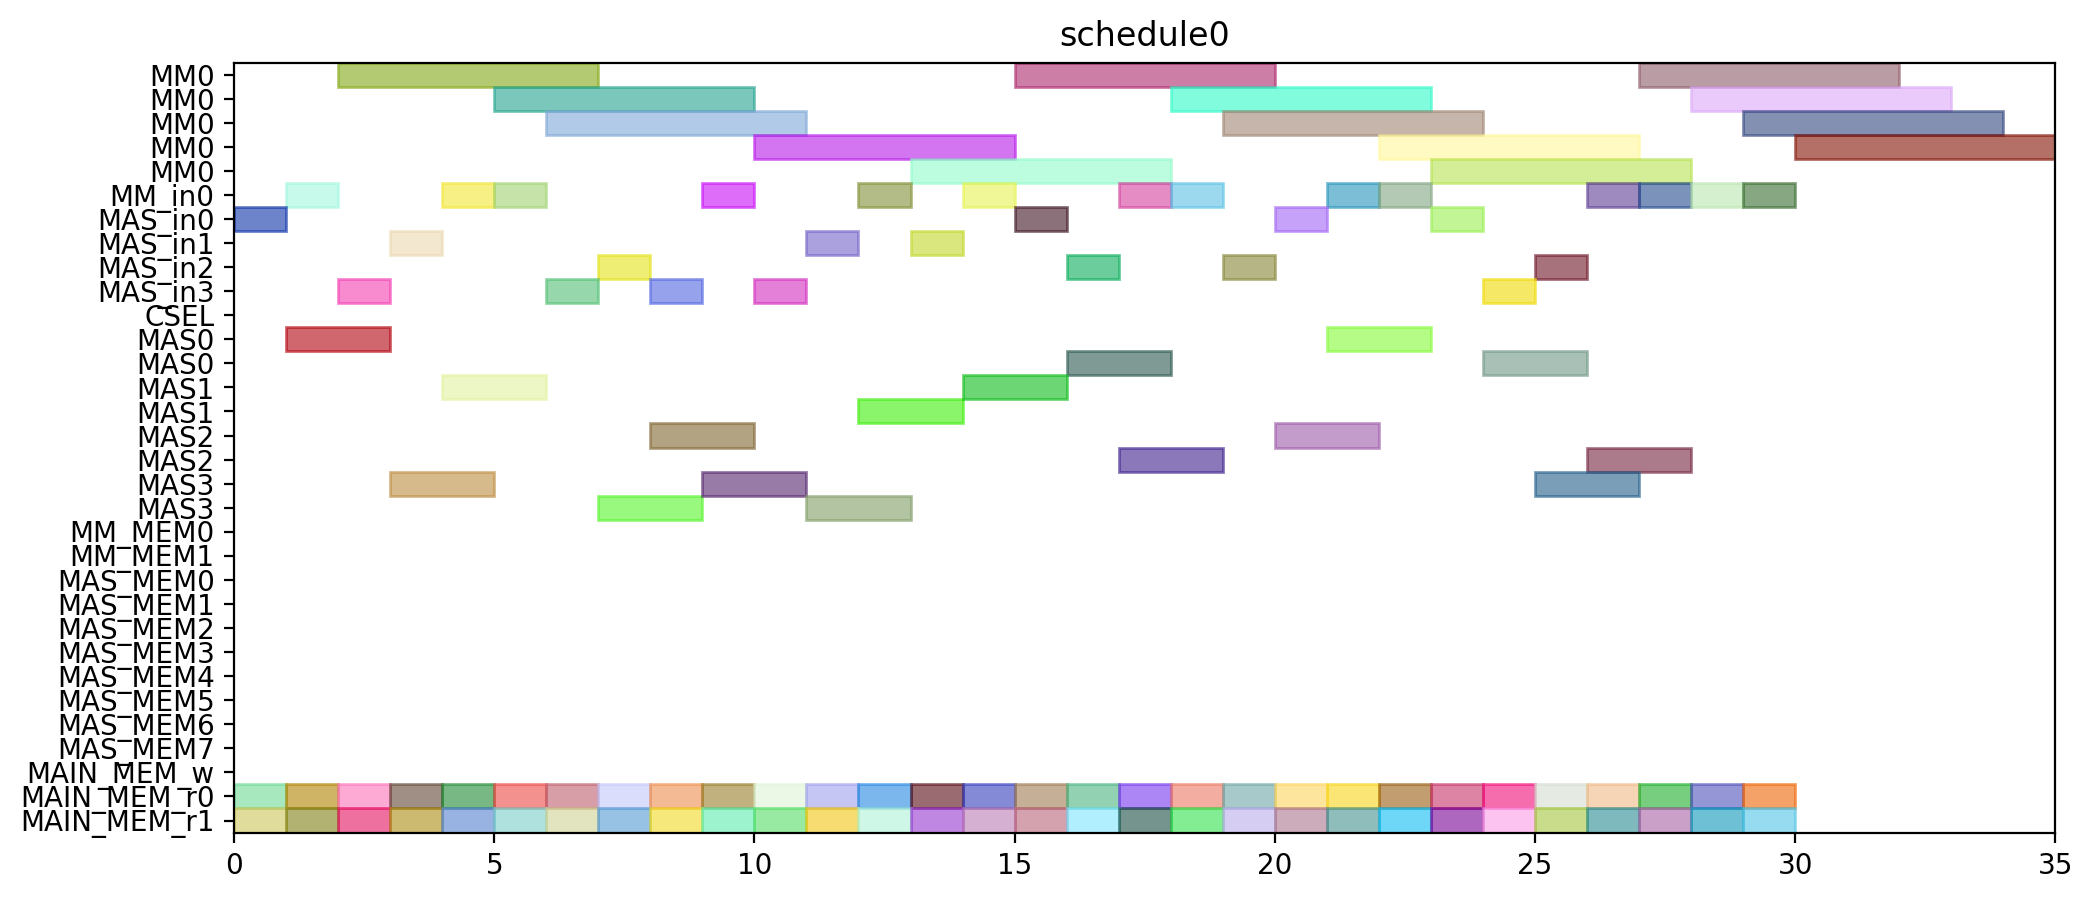 schedule0
MM0
MM0
MM0
MM0
MM0
MM_in0
MAS_in0
MAS_in1
MAS_in2
MAS_in3
CSEL
MAS0
MAS0
MAS1
MAS1
MAS2
MAS2
MAS3
MAS3
MM_MEM0
MM_MEM1
MAS_MEM0
MAS_MEM1
MAS_MEM2
MAS_MEM3
MAS_MEM4
MAS_MEM5
MAS_MEM6
MAS_MEM7
MAIN_MEM_w
MAIN_MEM_r0
MAIN_MEM_r1
0 5 10 15 20 25 30 35